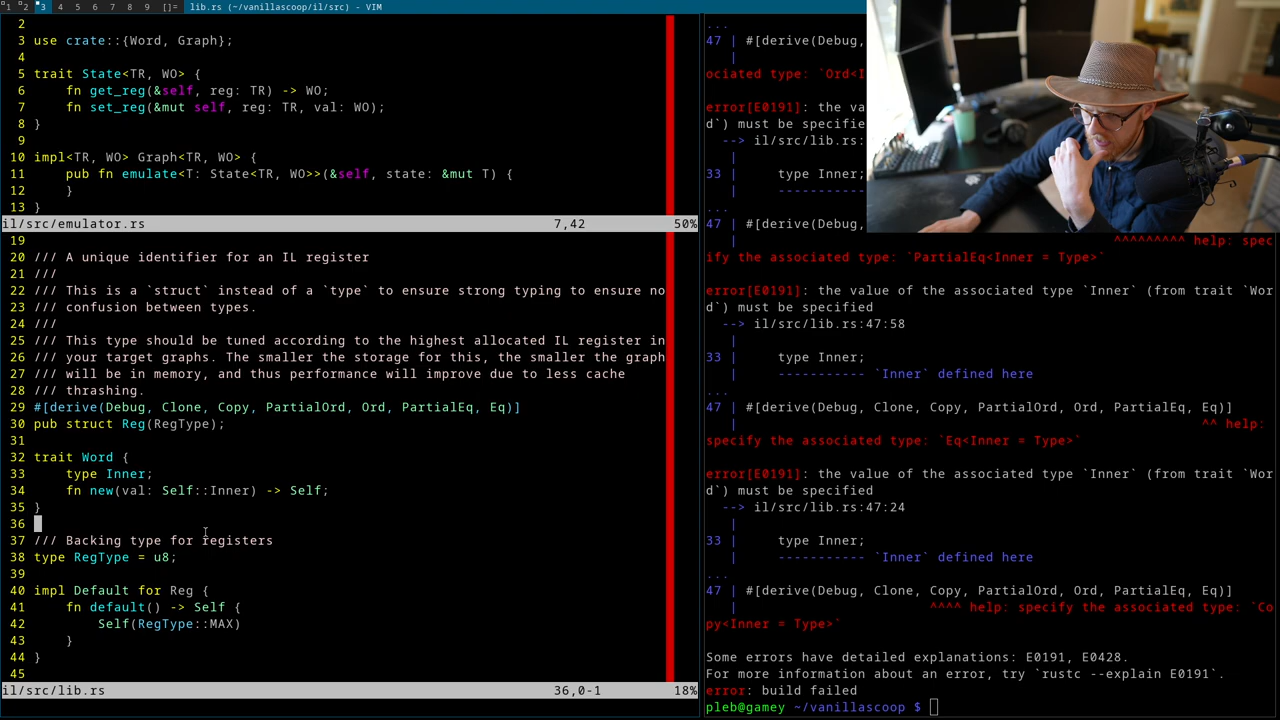 1 2 3 4 5 6 7 8 9 []= lib.rs (~/vanillascoop/il/src) - VIM
2
3 use crate::{Word, Graph};
4
5 trait State<TR, WO> {
6     fn get_reg(&self, reg: TR) -> WO;
7     fn set_reg(&mut self, reg: TR, val: WO);
8 }
9
10 impl<TR, WO> Graph<TR, WO> {
11     pub fn emulate<T: State<TR, WO>>(&self, state: &mut T) {
12     }
13 }
il/src/emulator.rs 7,42 50%
19
20 /// A unique identifier for an IL register
21 ///
22 /// This is a `struct` instead of a `type` to ensure strong typing to ensure no
23 /// confusion between types.
24 ///
25 /// This type should be tuned according to the highest allocated IL register in
26 /// your target graphs. The smaller the storage for this, the smaller the graph
27 /// will be in memory, and thus performance will improve due to less cache
28 /// thrashing.
29 #[derive(Debug, Clone, Copy, PartialOrd, Ord, PartialEq, Eq)]
30 pub struct Reg(RegType);
31
32 trait Word {
33     type Inner;
34     fn new(val: Self::Inner) -> Self;
35 }
36
37 /// Backing type for registers
38 type RegType = u8;
39
40 impl Default for Reg {
41     fn default() -> Self {
42         Self(RegType::MAX)
43     }
44 }
45
il/src/lib.rs 36,0-1 18%
...
47 | #[derive(Debug,
|
ociated type: `Ord<I
error[E0191]: the va
d`) must be specifie
--> il/src/lib.rs:
|
33 |     type Inner;
|     ----------
...
47 | #[derive(Debug,
| ^^^^^^^^^ help: spec
ify the associated type: `PartialEq<Inner = Type>`
error[E0191]: the value of the associated type `Inner` (from trait `Wor
d`) must be specified
--> il/src/lib.rs:47:58
|
33 |     type Inner;
|     ----------- `Inner` defined here
...
47 | #[derive(Debug, Clone, Copy, PartialOrd, Ord, PartialEq, Eq)]
| ^^ help:
specify the associated type: `Eq<Inner = Type>`
error[E0191]: the value of the associated type `Inner` (from trait `Wor
d`) must be specified
--> il/src/lib.rs:47:24
|
33 |     type Inner;
|     ----------- `Inner` defined here
...
47 | #[derive(Debug, Clone, Copy, PartialOrd, Ord, PartialEq, Eq)]
| ^^^^ help: specify the associated type: `Co
py<Inner = Type>`
Some errors have detailed explanations: E0191, E0428.
For more information about an error, try `rustc --explain E0191`.
error: build failed
pleb@gamey ~/vanillascoop $